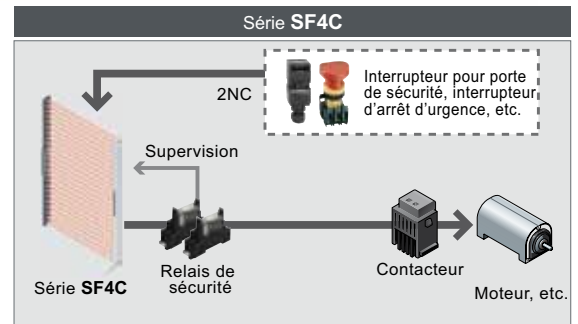 Série SF4C
Interrupteur pour porte
de sécurité, interrupteur
d'arrêt d'urgence, etc.
2NC
Supervision
Relais de
sécurité
Série SF4C
Contacteur
Moteur, etc.